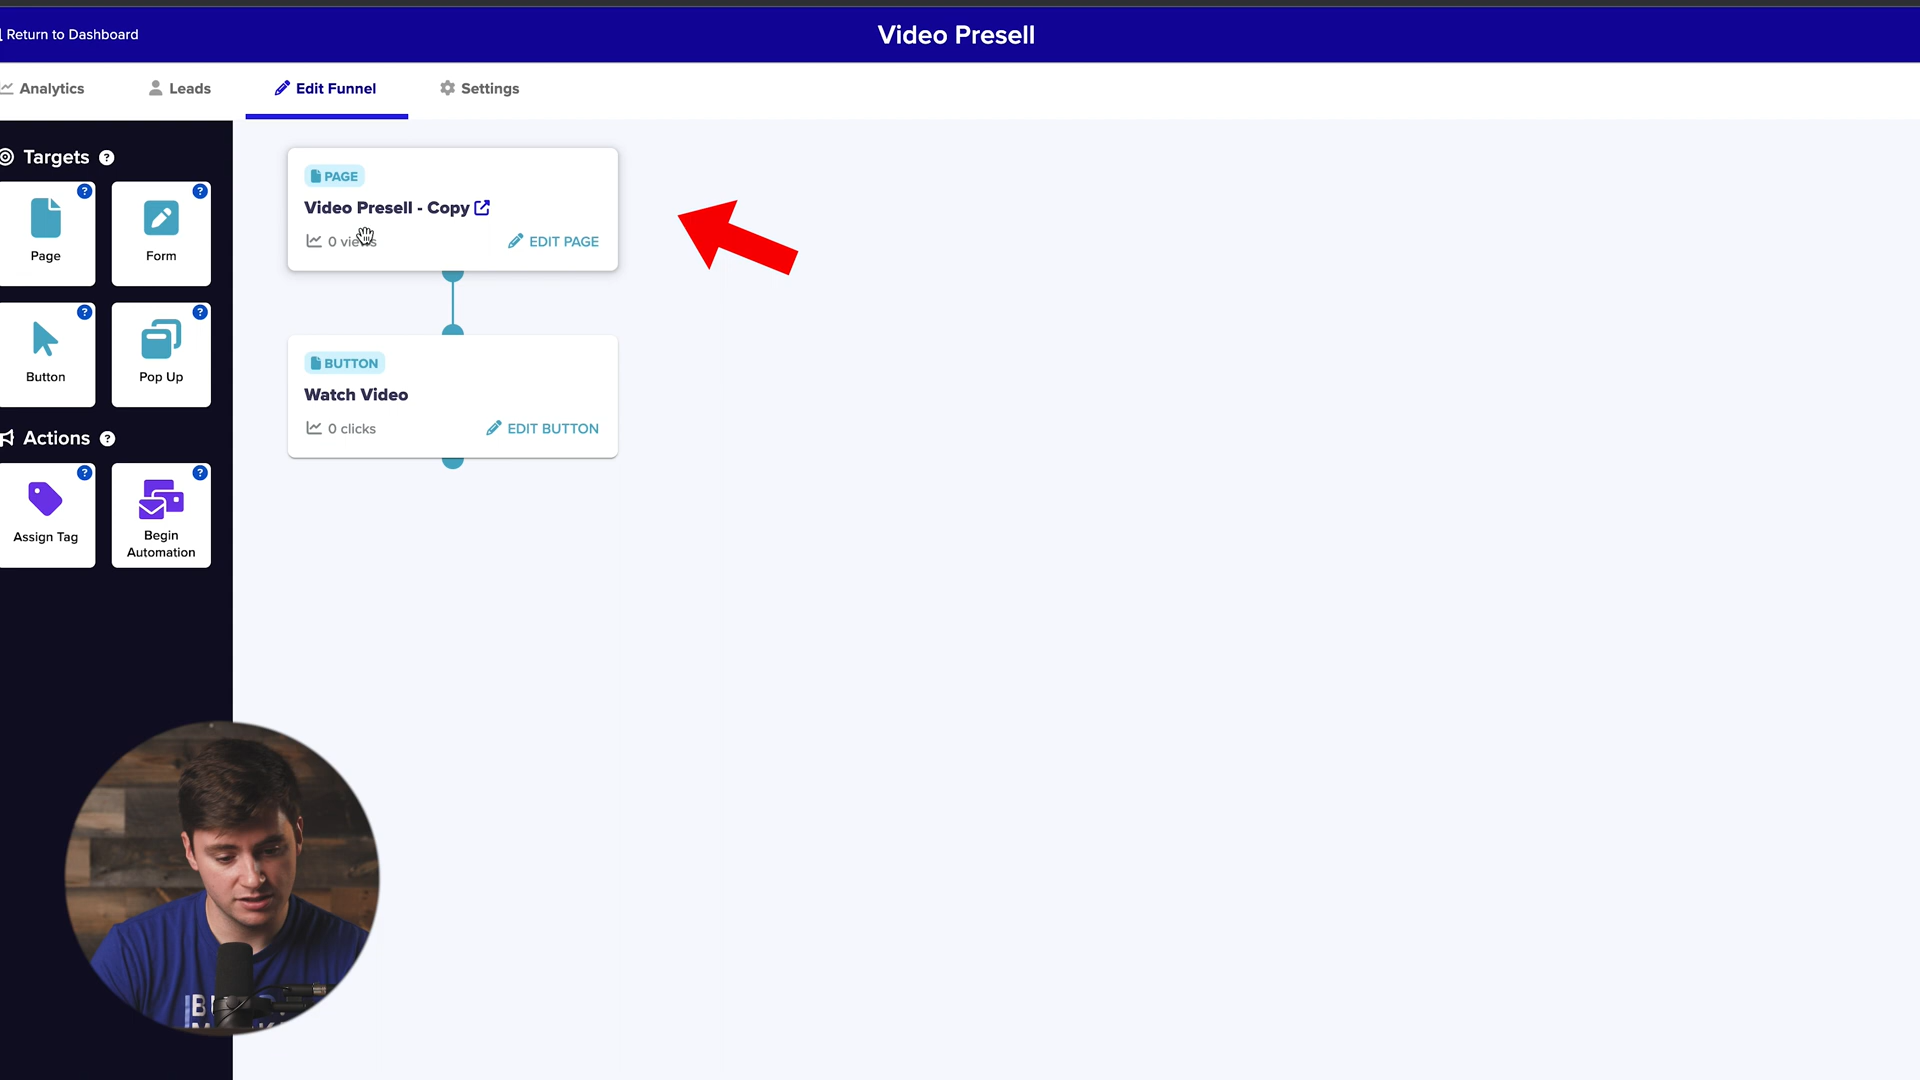 Return to Dashboard
Video Presell
Analytics
Leads
Edit Funnel
Settings
Targets ?
? Page
? Form
? Button
? Pop Up
Actions ?
? Assign Tag
? Begin
Automation
PAGE
Video Presell - Copy
0 views
EDIT PAGE
BUTTON
Watch Video
0 clicks
EDIT BUTTON